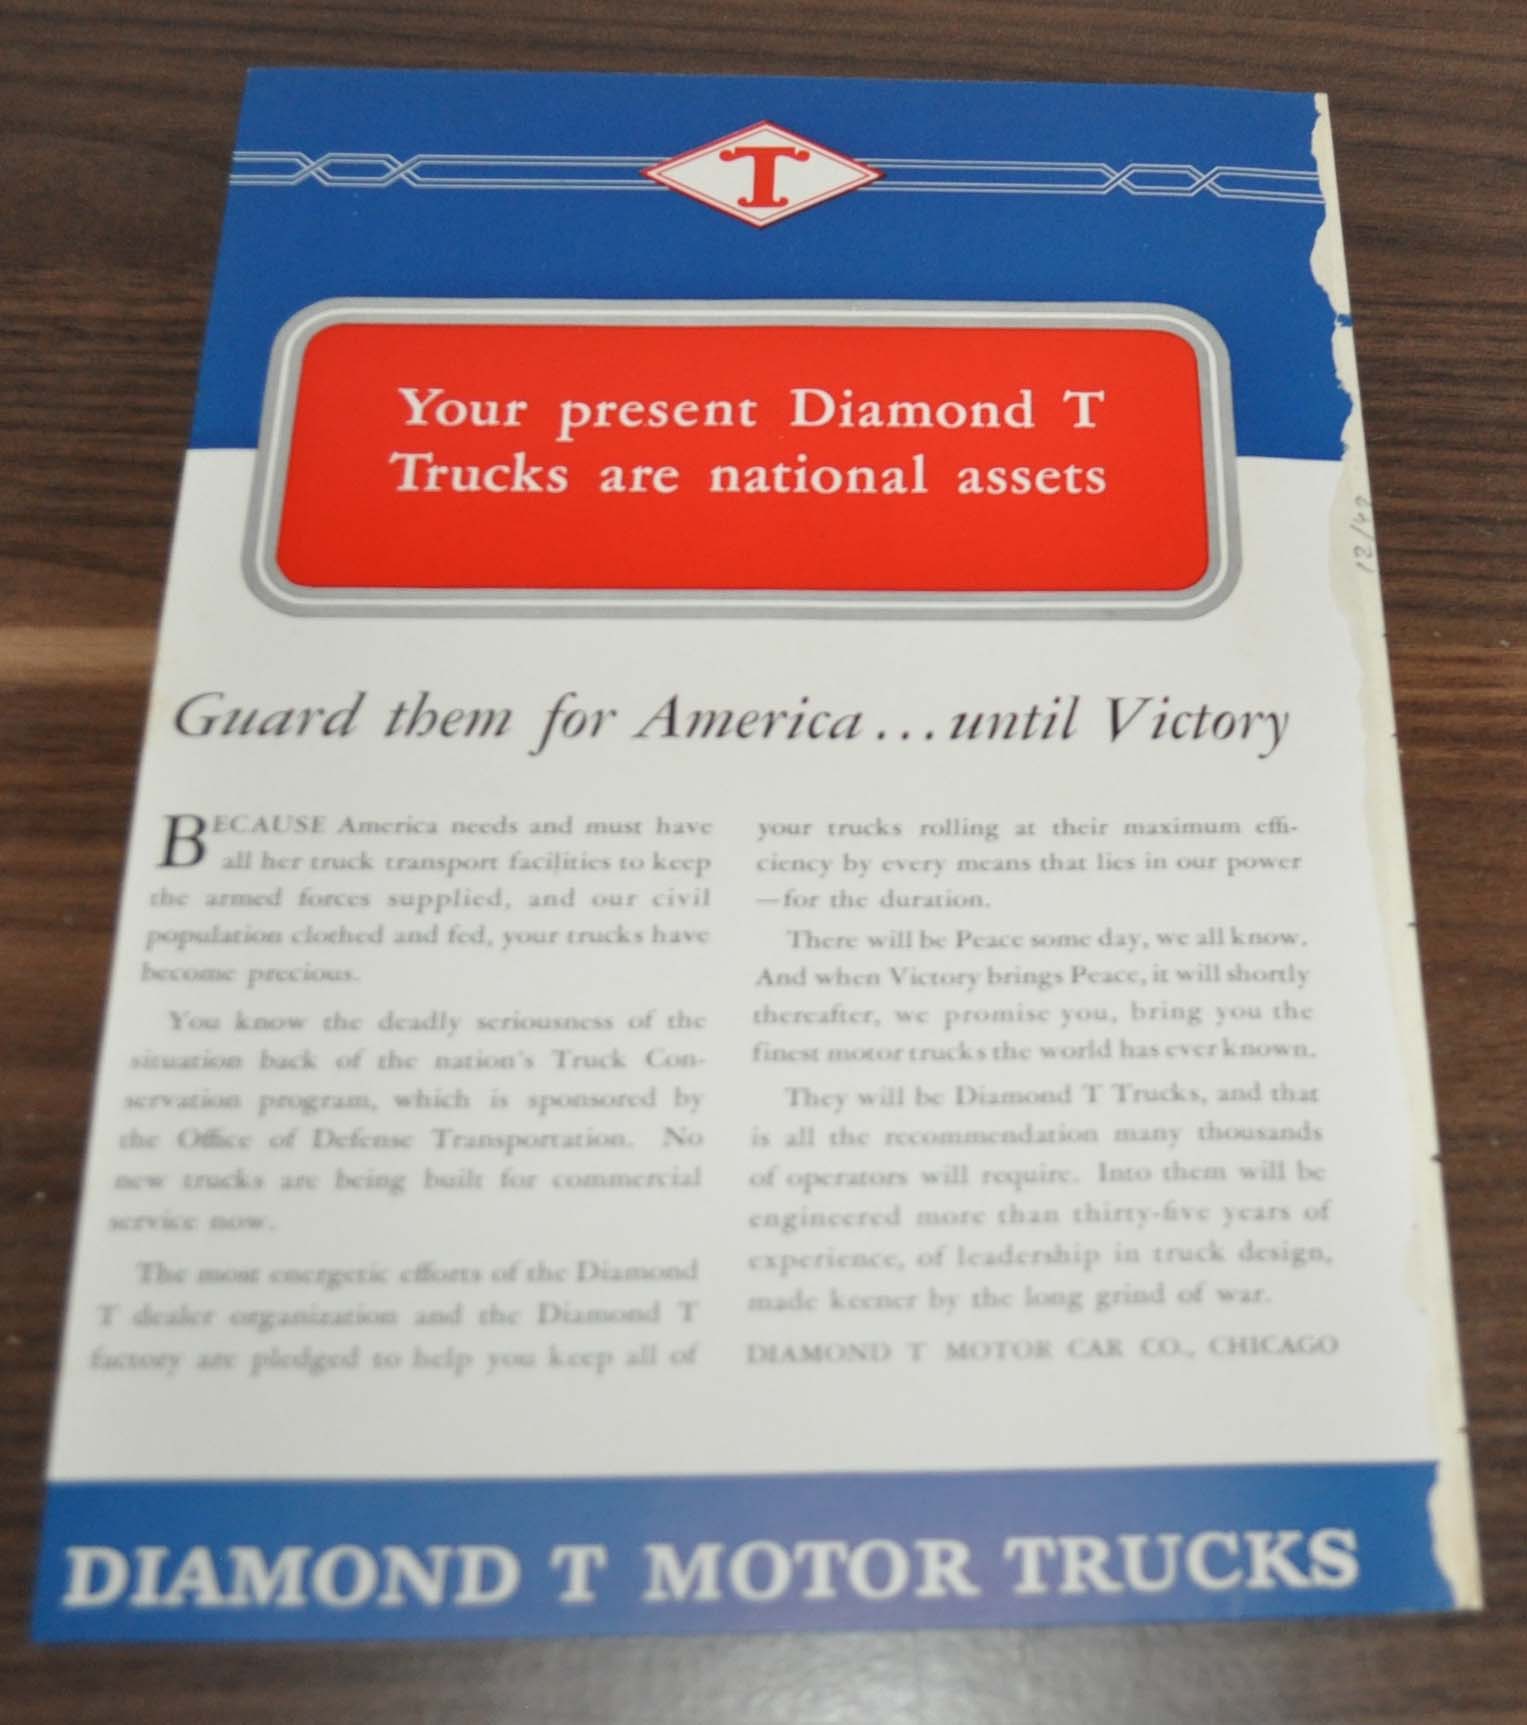 T
Your present Diamond T
Trucks are national assets
12/42
Guard them for America...until Victory
BECAUSE America needs and must have
all her truck transport facilities to keep
the armed forces supplied, and our civil
population clothed and fed, your trucks have
become precious.
You know the deadly seriousness of the
situation back of the nation's Truck Con-
servation program, which is sponsored by
the Office of Defense Transportation. No
new trucks are being built for commercial
service now.
The most energetic efforts of the Diamond
T dealer organization and the Diamond T
factory are pledged to help you keep all of
your trucks rolling at their maximum effi-
ciency by every means that lies in our power
—for the duration.
There will be Peace some day, we all know.
And when Victory brings Peace, it will shortly
thereafter, we promise you, bring you the
finest motor trucks the world has ever known.
They will be Diamond T Trucks, and that
is all the recommendation many thousands
of operators will require. Into them will be
engineered more than thirty-five years of
experience, of leadership in truck design,
made keener by the long grind of war.
DIAMOND T MOTOR CAR CO., CHICAGO
DIAMOND T MOTOR TRUCKS